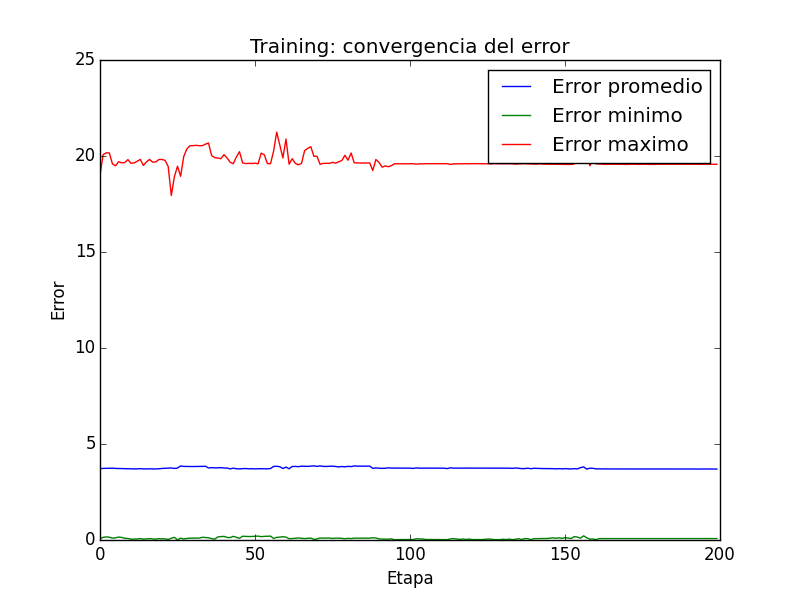 Training: convergencia del error
Error promedio
Error minimo
Error maximo
25
20
15
10
5
0
Error
0 50 100 150 200
Etapa